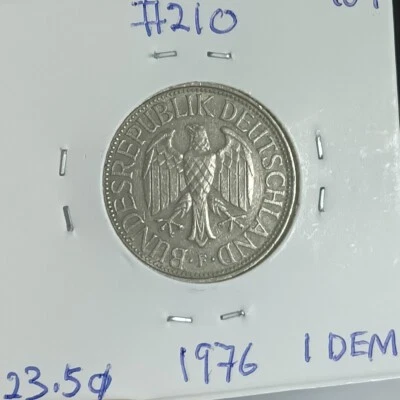 #210
BUNDESREPUBLIK DEUTSCHLAND
·F·
23.5¢
1976
1 DEM